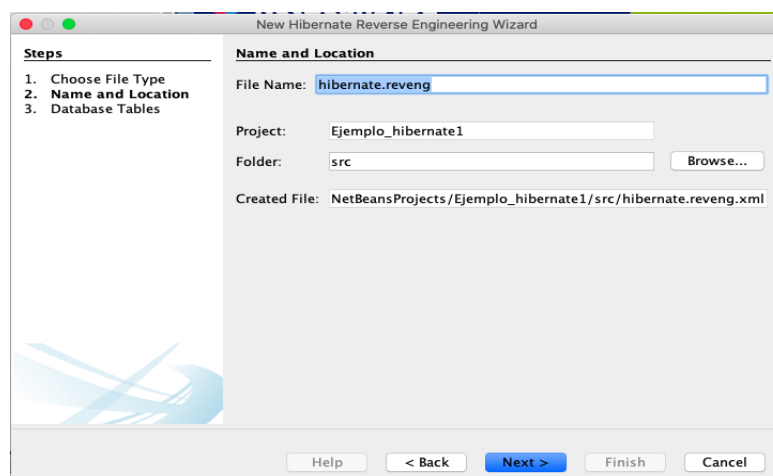 New Hibernate Reverse Engineering Wizard
Steps
1. Choose File Type
2. Name and Location
3. Database Tables
Name and Location
File Name: hibernate.reveng
Project: Ejemplo_hibernate1
Folder: src Browse...
Created File: NetBeansProjects/Ejemplo_hibernate1/src/hibernate.reveng.xml
Help < Back Next > Finish Cancel